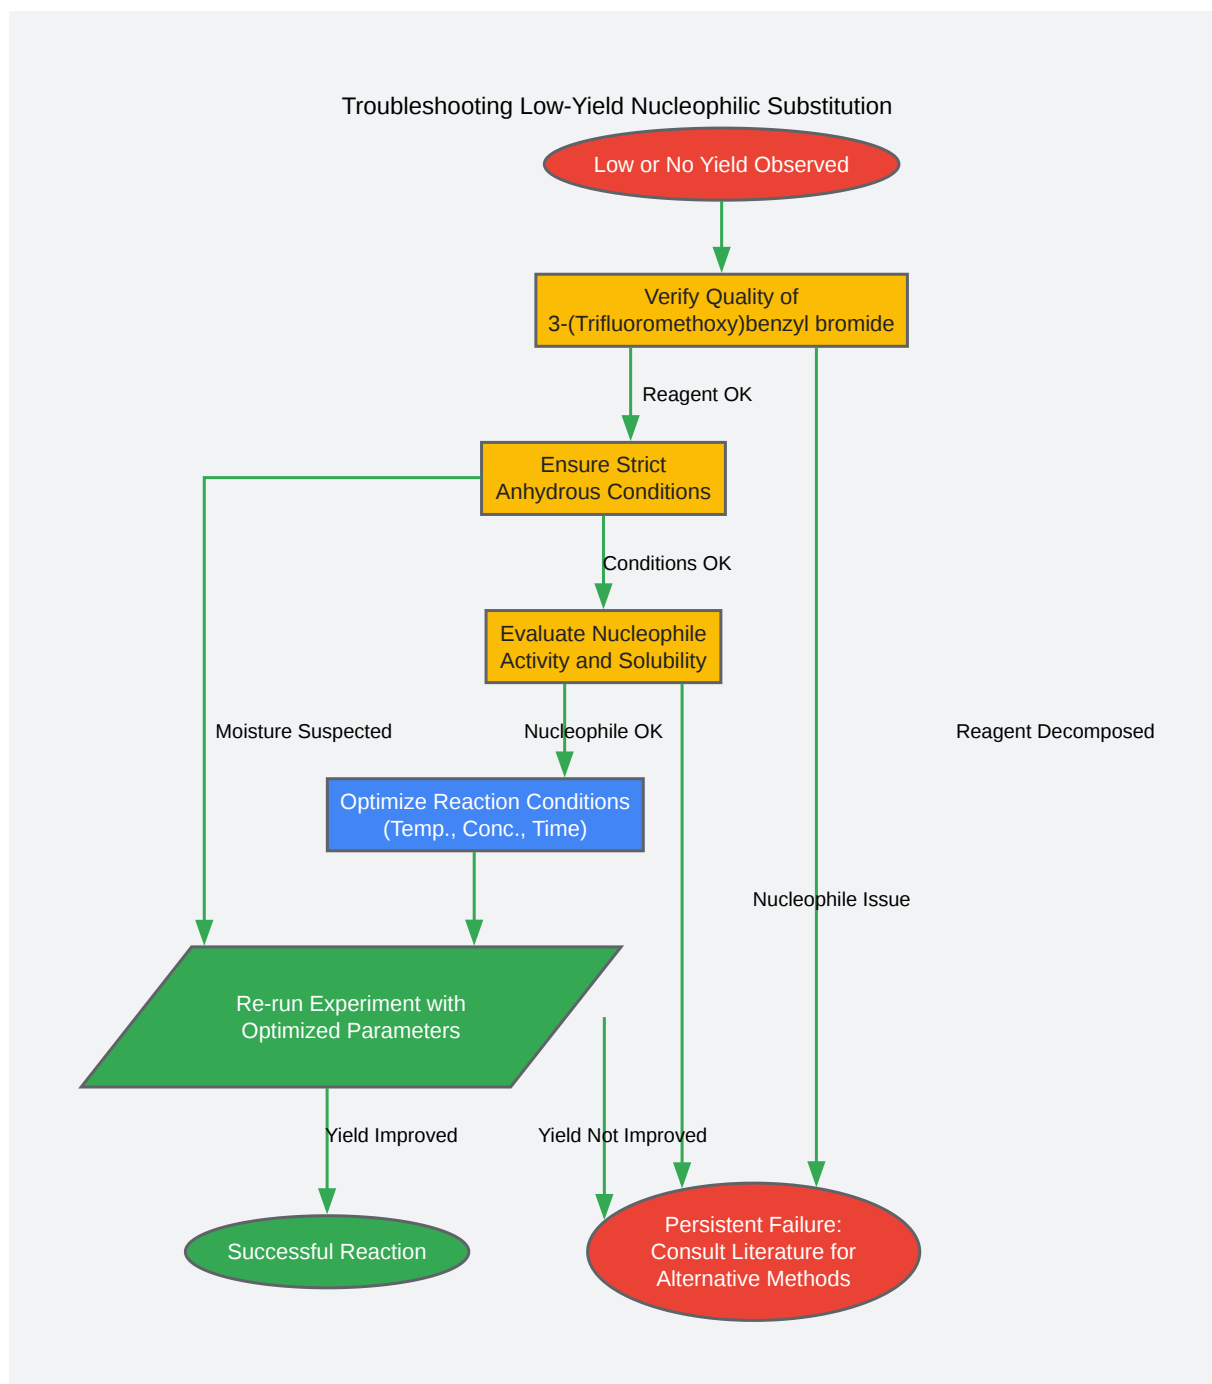 Troubleshooting Low-Yield Nucleophilic Substitution
Low or No Yield Observed
Verify Quality of
3-(Trifluoromethoxy)benzyl bromide
Reagent OK
Ensure Strict
Anhydrous Conditions
Conditions OK
Evaluate Nucleophile
Activity and Solubility
Moisture Suspected
Nucleophile OK
Reagent Decomposed
Optimize Reaction Conditions
(Temp., Conc., Time)
Nucleophile Issue
Re-run Experiment with
Optimized Parameters
Yield Improved
Yield Not Improved
Successful Reaction
Persistent Failure:
Consult Literature for
Alternative Methods